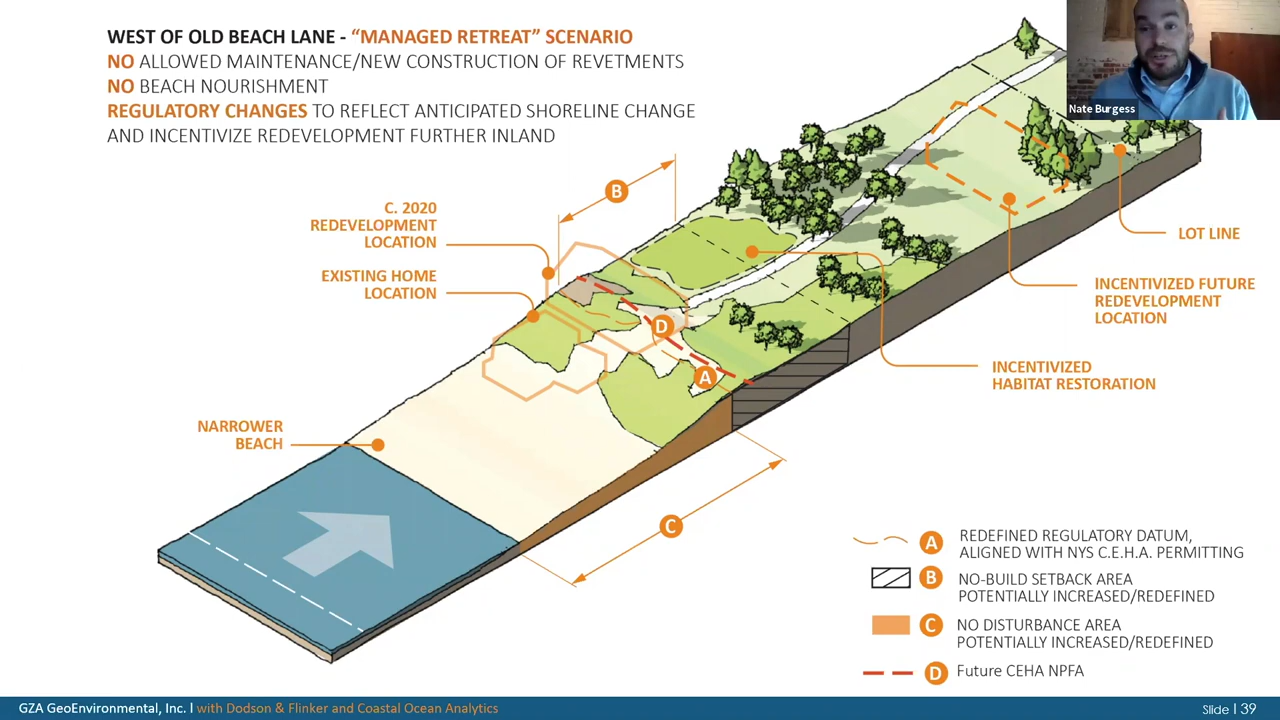 WEST OF OLD BEACH LANE - “MANAGED RETREAT” SCENARIO
NO ALLOWED MAINTENANCE/NEW CONSTRUCTION OF REVETMENTS
NO BEACH NOURISHMENT
REGULATORY CHANGES TO REFLECT ANTICIPATED SHORELINE CHANGE
AND INCENTIVIZE REDEVELOPMENT FURTHER INLAND
Nate Burgess
B
C. 2020
REDEVELOPMENT
LOCATION
EXISTING HOME
LOCATION
LOT LINE
INCENTIVIZED FUTURE
REDEVELOPMENT
LOCATION
D
A
INCENTIVIZED
HABITAT RESTORATION
NARROWER
BEACH
C
A REDEFINED REGULATORY DATUM,
ALIGNED WITH NYS C.E.H.A. PERMITTING
B NO-BUILD SETBACK AREA
POTENTIALLY INCREASED/REDEFINED
C NO DISTURBANCE AREA
POTENTIALLY INCREASED/REDEFINED
D Future CEHA NPFA
GZA GeoEnvironmental, Inc. | with Dodson & Flinker and Coastal Ocean Analytics
Slide | 39